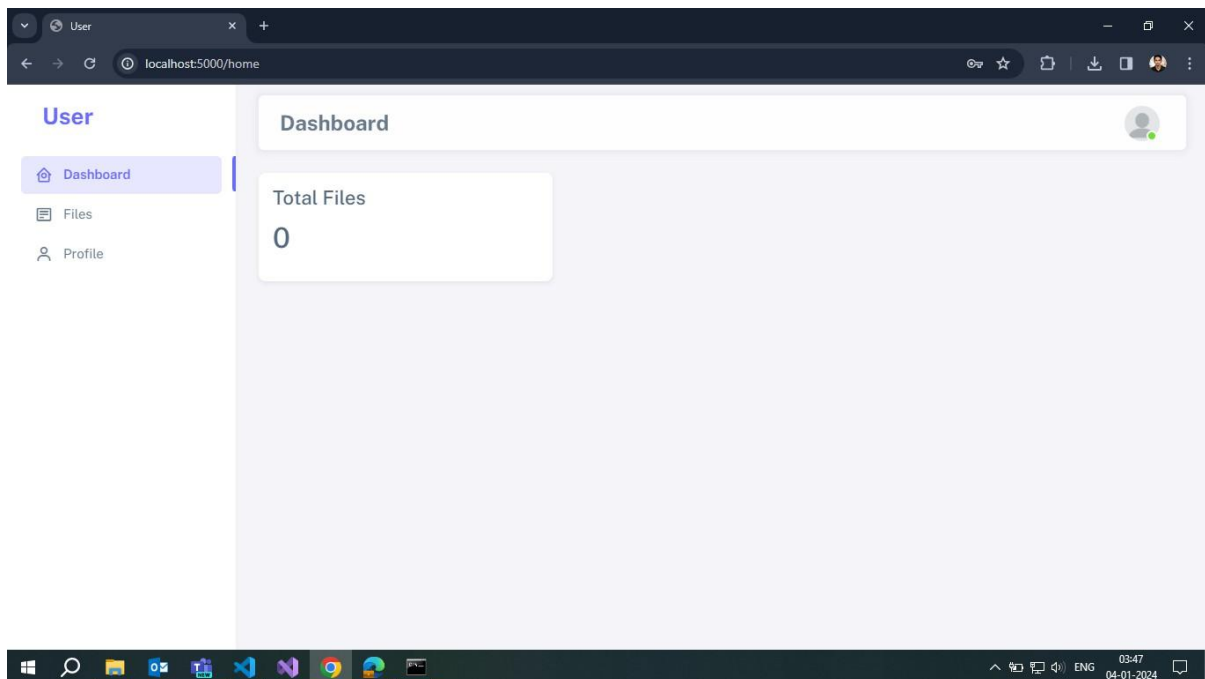 User
localhost:5000/home
User
Dashboard
Files
Profile
Dashboard
Total Files
0
ENG
03:47
04-01-2024